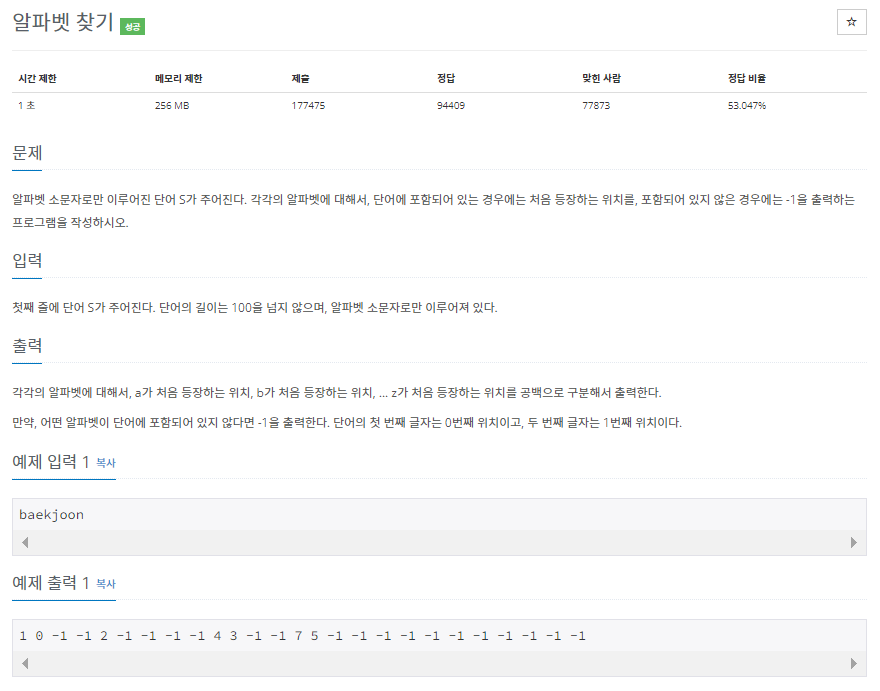 알파벳 찾기 성공
☆
시간 제한 메모리 제한 제출 정답 맞힌 사람 정답 비율
1 초 256 MB 177475 94409 77873 53.047%
문제
알파벳 소문자로만 이루어진 단어 S가 주어진다. 각각의 알파벳에 대해서, 단어에 포함되어 있는 경우에는 처음 등장하는 위치를, 포함되어 있지 않은 경우에는 -1을 출력하는
프로그램을 작성하시오.
입력
첫째 줄에 단어 S가 주어진다. 단어의 길이는 100을 넘지 않으며, 알파벳 소문자로만 이루어져 있다.
출력
각각의 알파벳에 대해서, a가 처음 등장하는 위치, b가 처음 등장하는 위치, ... z가 처음 등장하는 위치를 공백으로 구분해서 출력한다.
만약, 어떤 알파벳이 단어에 포함되어 있지 않다면 -1을 출력한다. 단어의 첫 번째 글자는 0번째 위치이고, 두 번째 글자는 1번째 위치이다.
예제 입력 1 복사
baekjoon
예제 출력 1 복사
1 0 -1 -1 2 -1 -1 -1 -1 4 3 -1 -1 7 5 -1 -1 -1 -1 -1 -1 -1 -1 -1 -1 -1